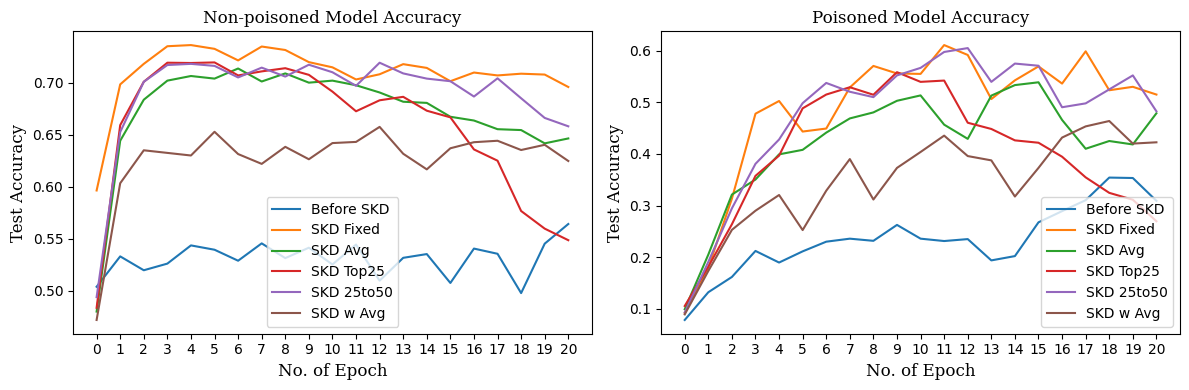 Non-poisoned Model Accuracy
Test Accuracy
0.70
0.65
0.60
0.55
0.50
Before SKD
SKD Fixed
SKD Avg
SKD Top25
SKD 25to50
SKD w Avg
0 1 2 3 4 5 6 7 8 9 10 11 12 13 14 15 16 17 18 19 20
No. of Epoch
Poisoned Model Accuracy
Test Accuracy
0.6
0.5
0.4
0.3
0.2
0.1
Before SKD
SKD Fixed
SKD Avg
SKD Top25
SKD 25to50
SKD w Avg
0 1 2 3 4 5 6 7 8 9 10 11 12 13 14 15 16 17 18 19 20
No. of Epoch